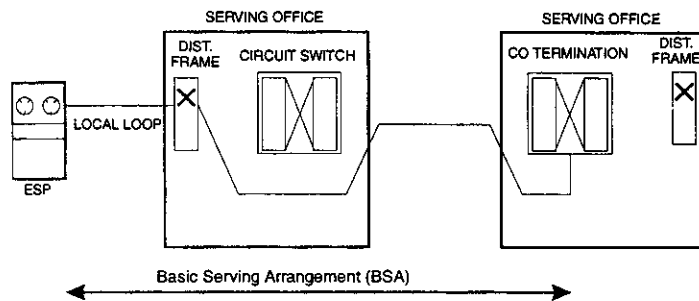 SERVING OFFICE
SERVING OFFICE
DIST.
FRAME
CIRCUIT SWITCH
CO TERMINATION
DIST.
FRAME
LOCAL LOOP
ESP
Basic Serving Arrangement (BSA)